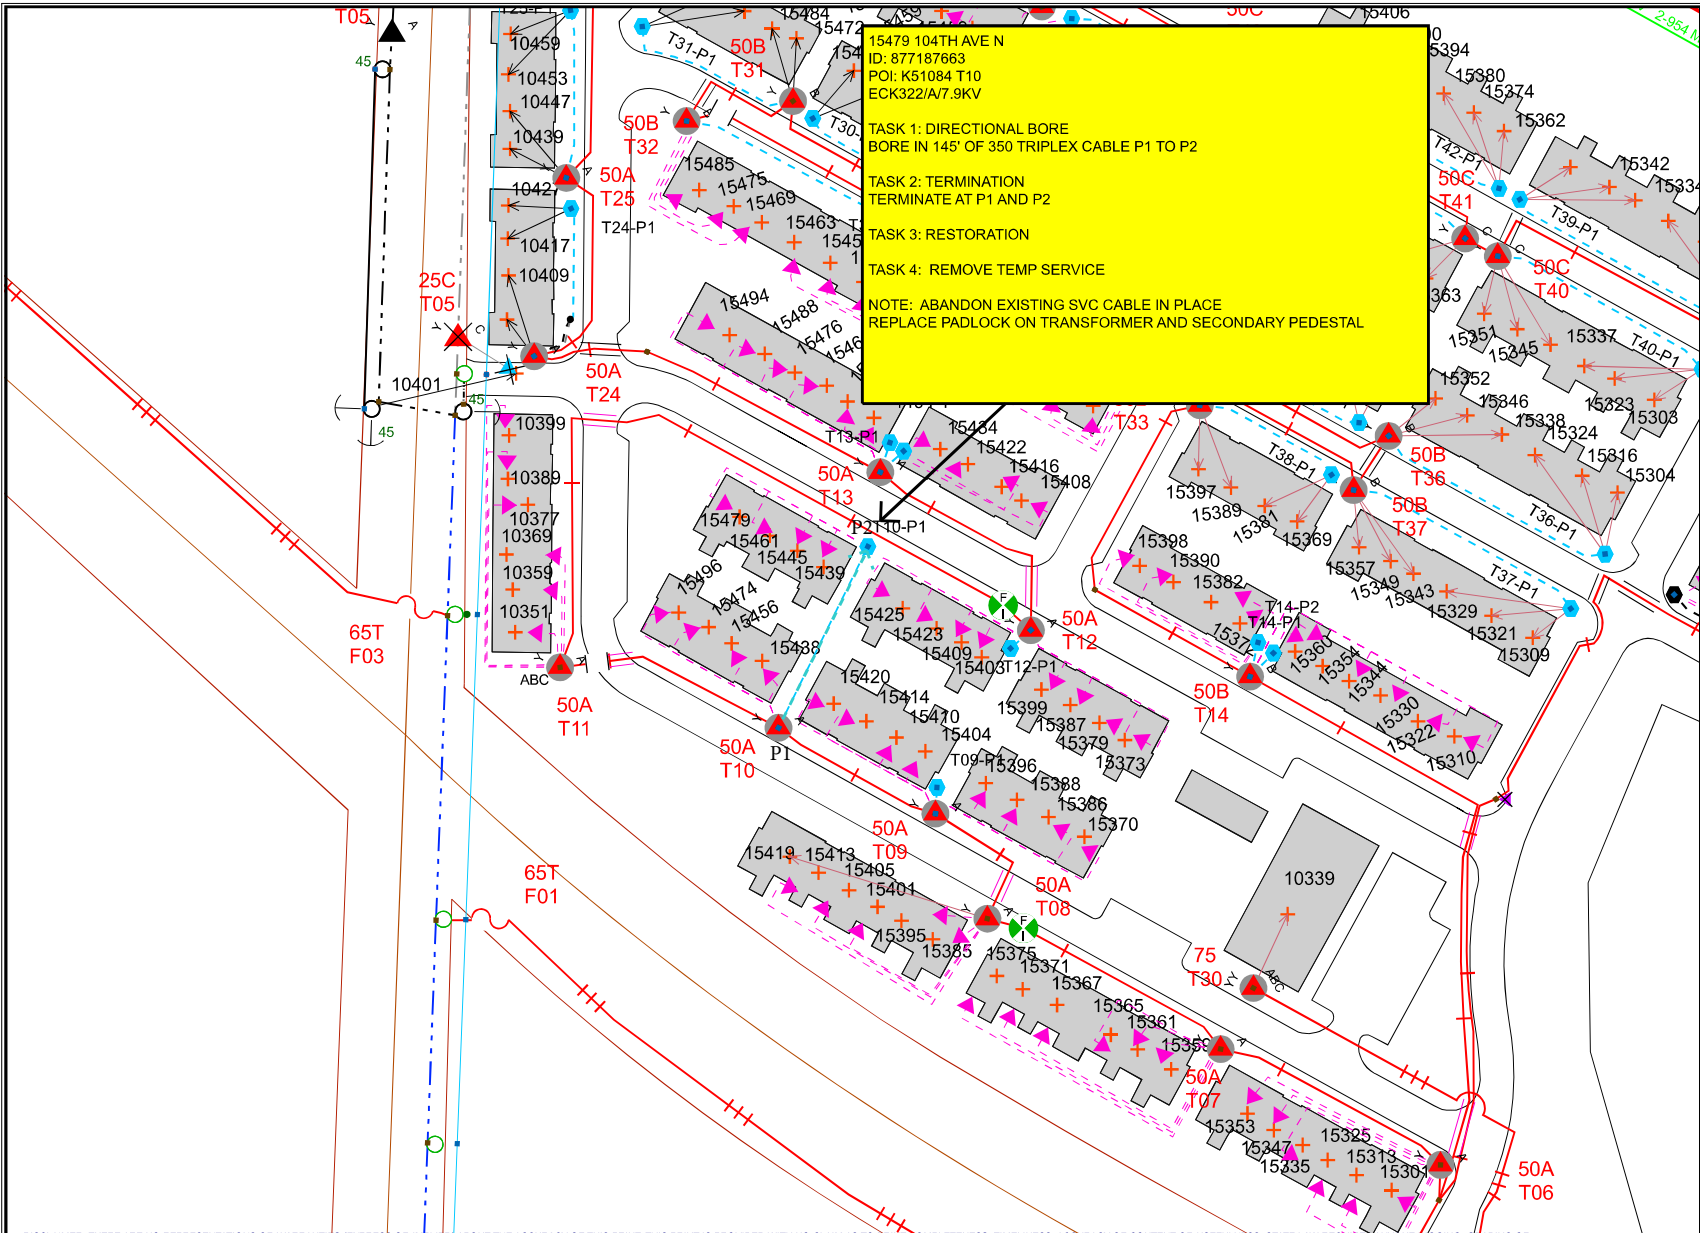 15479 104TH AVE N
ID: 877187663
POI: K51084 T10
ECK322/A/7.9KV
TASK 1: DIRECTIONAL BORE
BORE IN 145' OF 350 TRIPLEX CABLE P1 TO P2
TASK 2: TERMINATION
TERMINATE AT P1 AND P2
TASK 3: RESTORATION
TASK 4:  REMOVE TEMP SERVICE
NOTE:  ABANDON EXISTING SVC CABLE IN PLACE
REPLACE PADLOCK ON TRANSFORMER AND SECONDARY PEDESTAL
T05
45
10459
10453
10447
10439
10417
10409
50A
T25
T24-P1
25C
T05
10401
45
45
50A
T24
T31-P1
50B
T31
15484
15472
50B
T32
15485
15475
15469
15463
15494
15488
15476
T13-P1
50A
T13
15434
15422
15416
15408
T33
50C
15406
2-954
15380
15374
15362
15342
T42-P1
50C
T41
T39-P1
50C
T40
15351
15345
15337
T40-P1
15323
15303
15352
15346
15338
15324
15316
15304
50B
T36
T38-P1
50B
T37
T36-P1
15397
15389
15381
15369
15357
15349
15343
15329
15321
15309
T37-P1
15398
15390
15382
T14-P2
T14-P1
15360
15354
15344
15330
15322
15310
50B
T14
10399
10389
10377
10369
10359
10351
ABC
50A
T11
65T
F03
15479
15461
15445
15439
P2T10-P1
15496
15474
15456
15438
P1
50A
T10
15425
15423
15409
15403
T12-P1
50A
T12
15420
15414
15410
15404
15399
15387
15379
15373
T09-P1
15396
15388
15386
15370
50A
T09
65T
F01
15419
15413
15405
15401
15395
15385
50A
T08
15375
15371
15367
15365
15361
15359
50A
T07
75
T30
ABC
10339
15353
15347
15335
15325
15313
15301
50A
T06